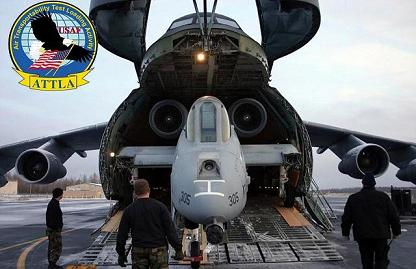 Air Transportability Test Loading Activity
USAF
ATTLA
305
305